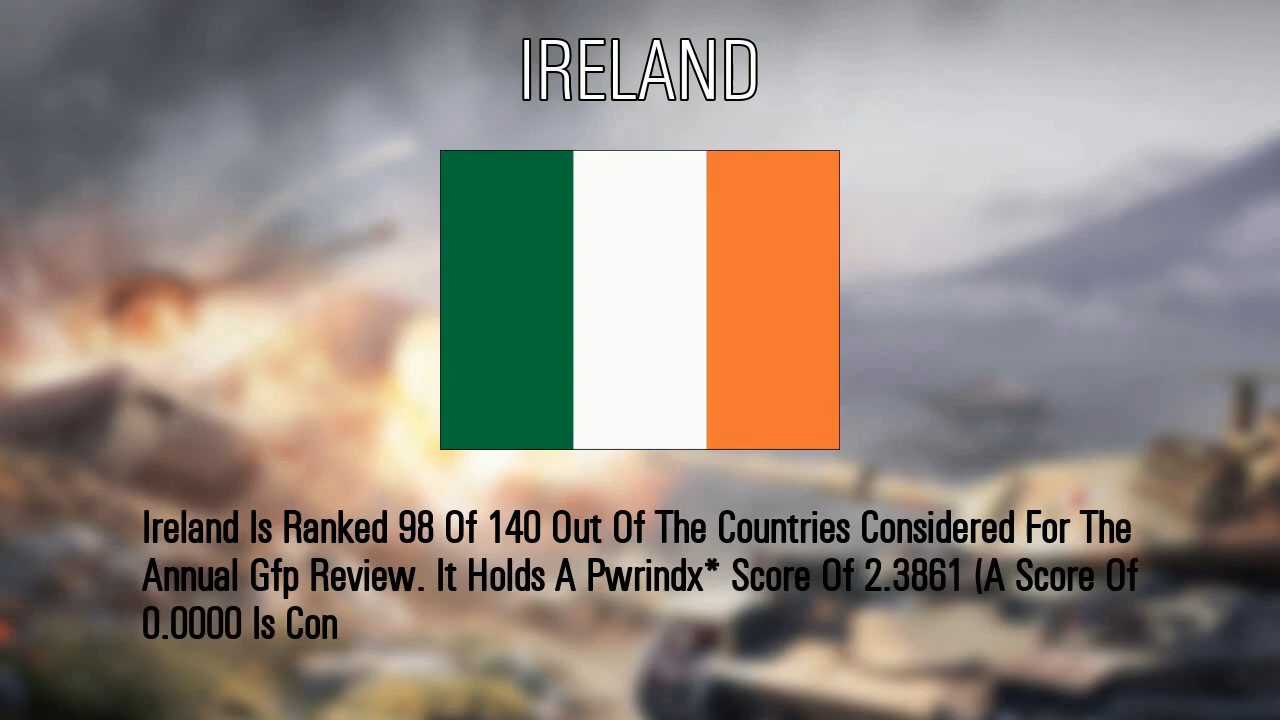 IRELAND
Ireland Is Ranked 98 Of 140 Out Of The Countries Considered For The
Annual Gfp Review. It Holds A Pwrindx* Score Of 2.3861 (A Score Of
0.0000 Is Con